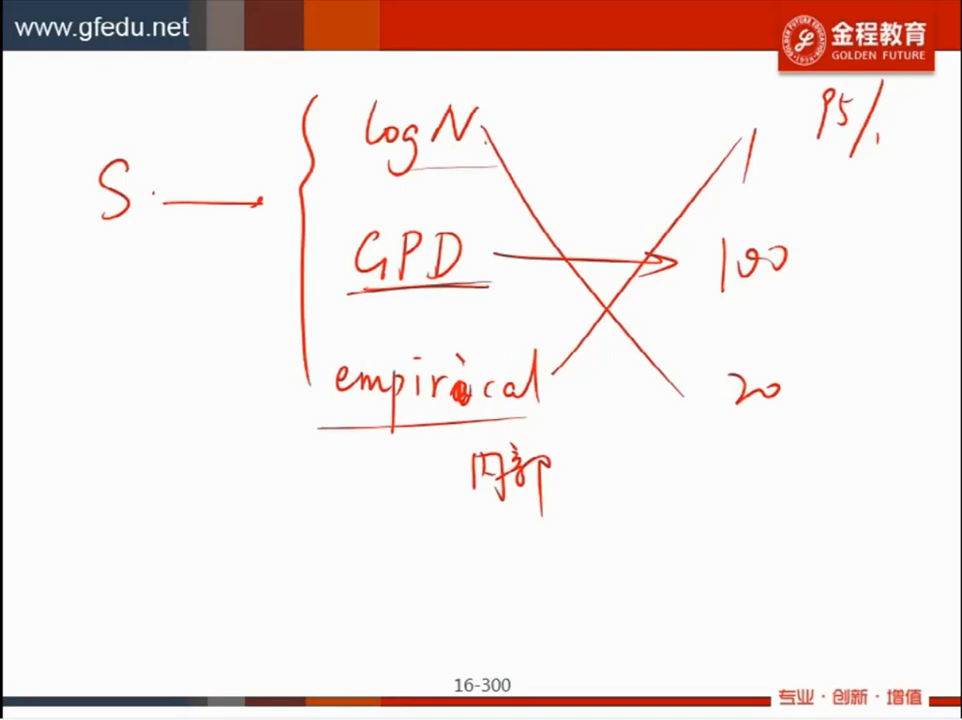 www.gfedu.net
金程教育
GOLDEN FUTURE
95%
S
logN
1
GPD
100
empirical
20
内部
16-300
专业·创新·增值